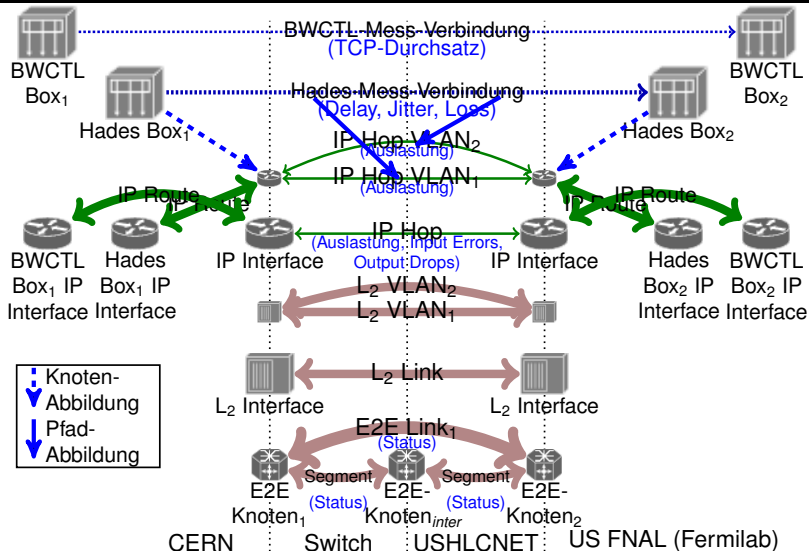 BWCTL-Mess-Verbindung
(TCP-Durchsatz)
BWCTL
Box1
BWCTL
Box2
Hades-Mess-Verbindung
(Delay, Jitter, Loss)
Hades Box1
Hades Box2
IP Hop VLAN2
(Auslastung)
IP Hop VLAN1
(Auslastung)
IP Route
IP Route
IP Route
IP Route
IP Hop
(Auslastung, Input Errors,
Output Drops)
BWCTL
Box1 IP
Interface
Hades
Box1 IP
Interface
IP Interface
IP Interface
Hades
Box2 IP
Interface
BWCTL
Box2 IP
Interface
L2 VLAN2
L2 VLAN1
L2 Link
L2 Interface
L2 Interface
Knoten-
Abbildung
Pfad-
Abbildung
E2E Link1
(Status)
Segment
(Status)
Segment
(Status)
E2E
Knoten1
E2E-
Knoteninter
E2E-
Knoten2
CERN
Switch
USHLCNET
US FNAL (Fermilab)